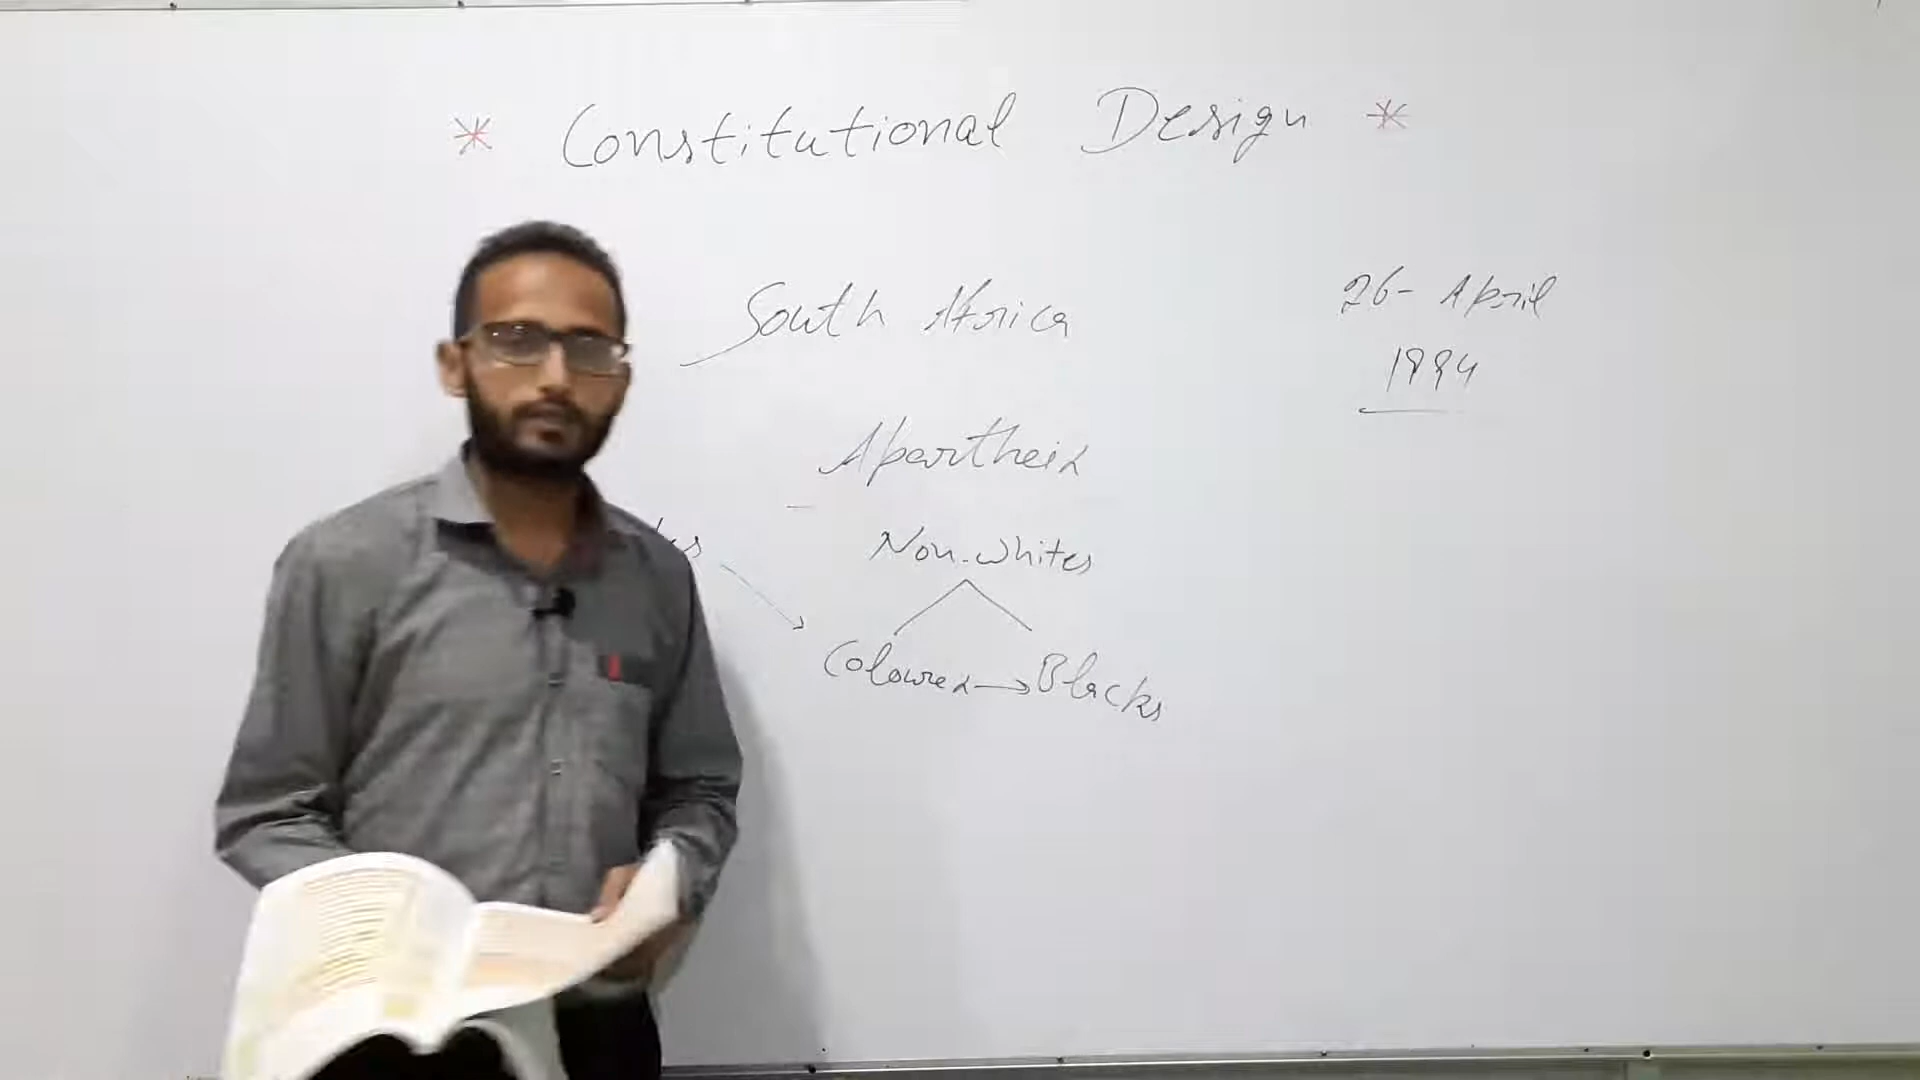 * Constitutional Design *
South Africa
26- April
1994
Apartheid
Non-whites
Coloured → Blacks